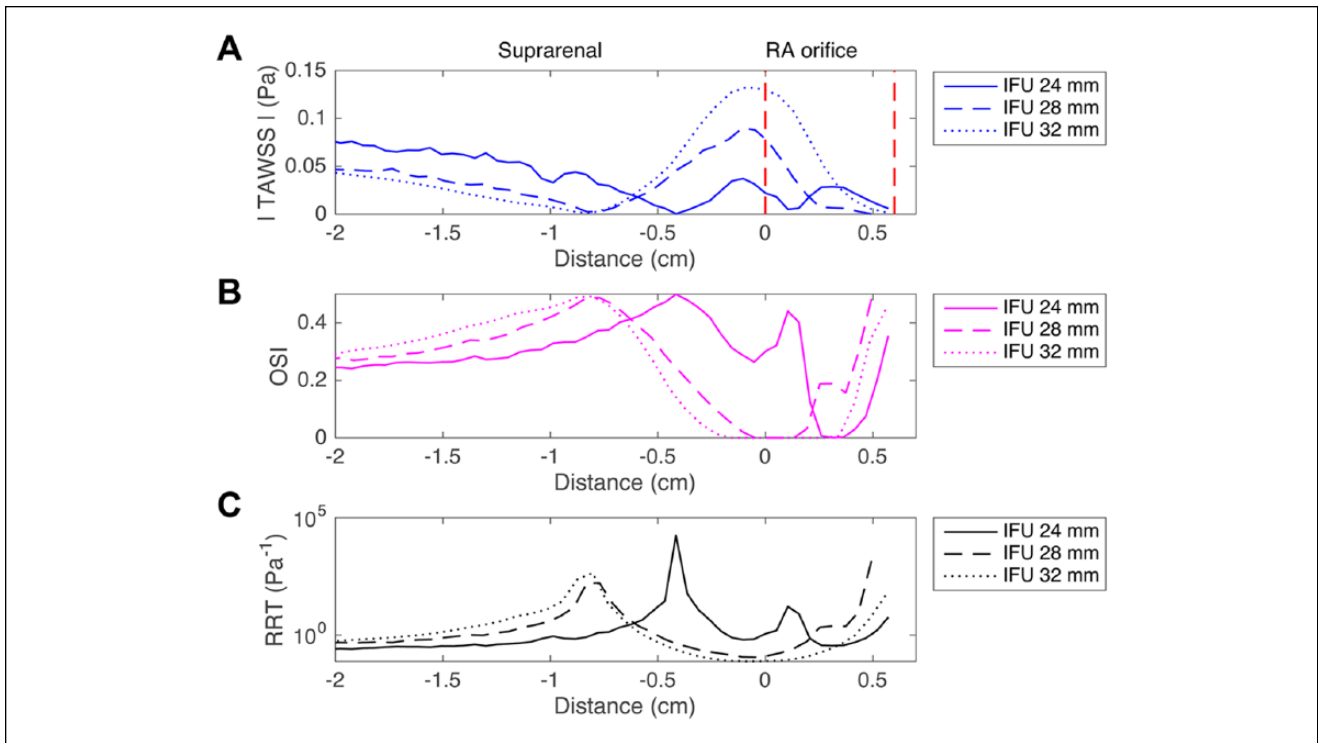 A
Suprarenal
RA orifice
| TAWSS | (Pa)
0.15
0.1
0.05
0
-2
-1.5
-1
-0.5
0
0.5
Distance (cm)
IFU 24 mm
IFU 28 mm
IFU 32 mm
B
OSI
0.4
0.2
0
-2
-1.5
-1
-0.5
0
0.5
Distance (cm)
IFU 24 mm
IFU 28 mm
IFU 32 mm
C
RRT (Pa⁻¹)
10⁵
10⁰
-2
-1.5
-1
-0.5
0
0.5
Distance (cm)
IFU 24 mm
IFU 28 mm
IFU 32 mm